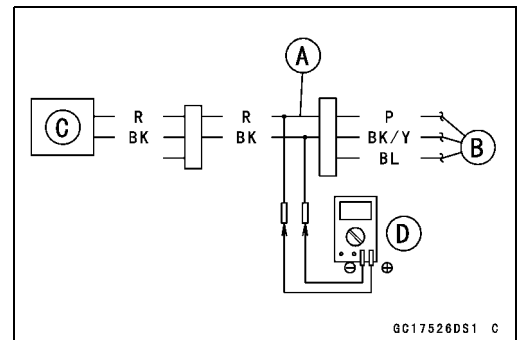 A
R R P
C B
BK BK BK/Y
BL
D
⊖ ⊕
GC17526DS1 C